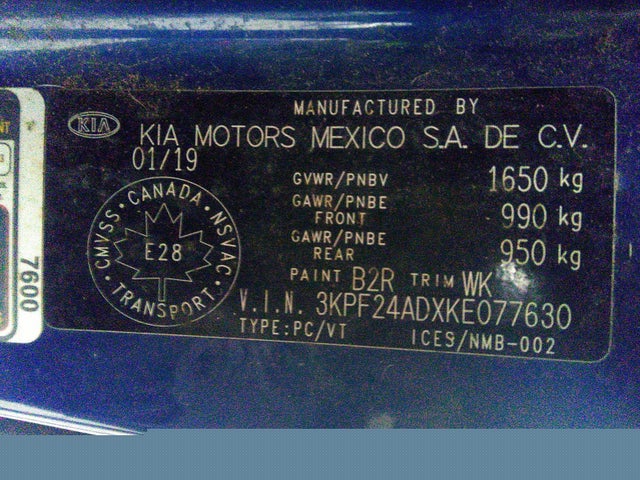 MANUFACTURED BY
KIA
KIA MOTORS MEXICO S.A. DE C.V.
01/19
GVWR/PNBV 1650 kg
GAWR/PNBE FRONT 990 kg
GAWR/PNBE REAR 950 kg
CMVSS • CANADA • NSVAC • TRANSPORT •
E28
PAINT B2R TRIM WK
V.I.N. 3KPF24ADXKE077630
TYPE:PC/VT ICES/NMB-002
7600